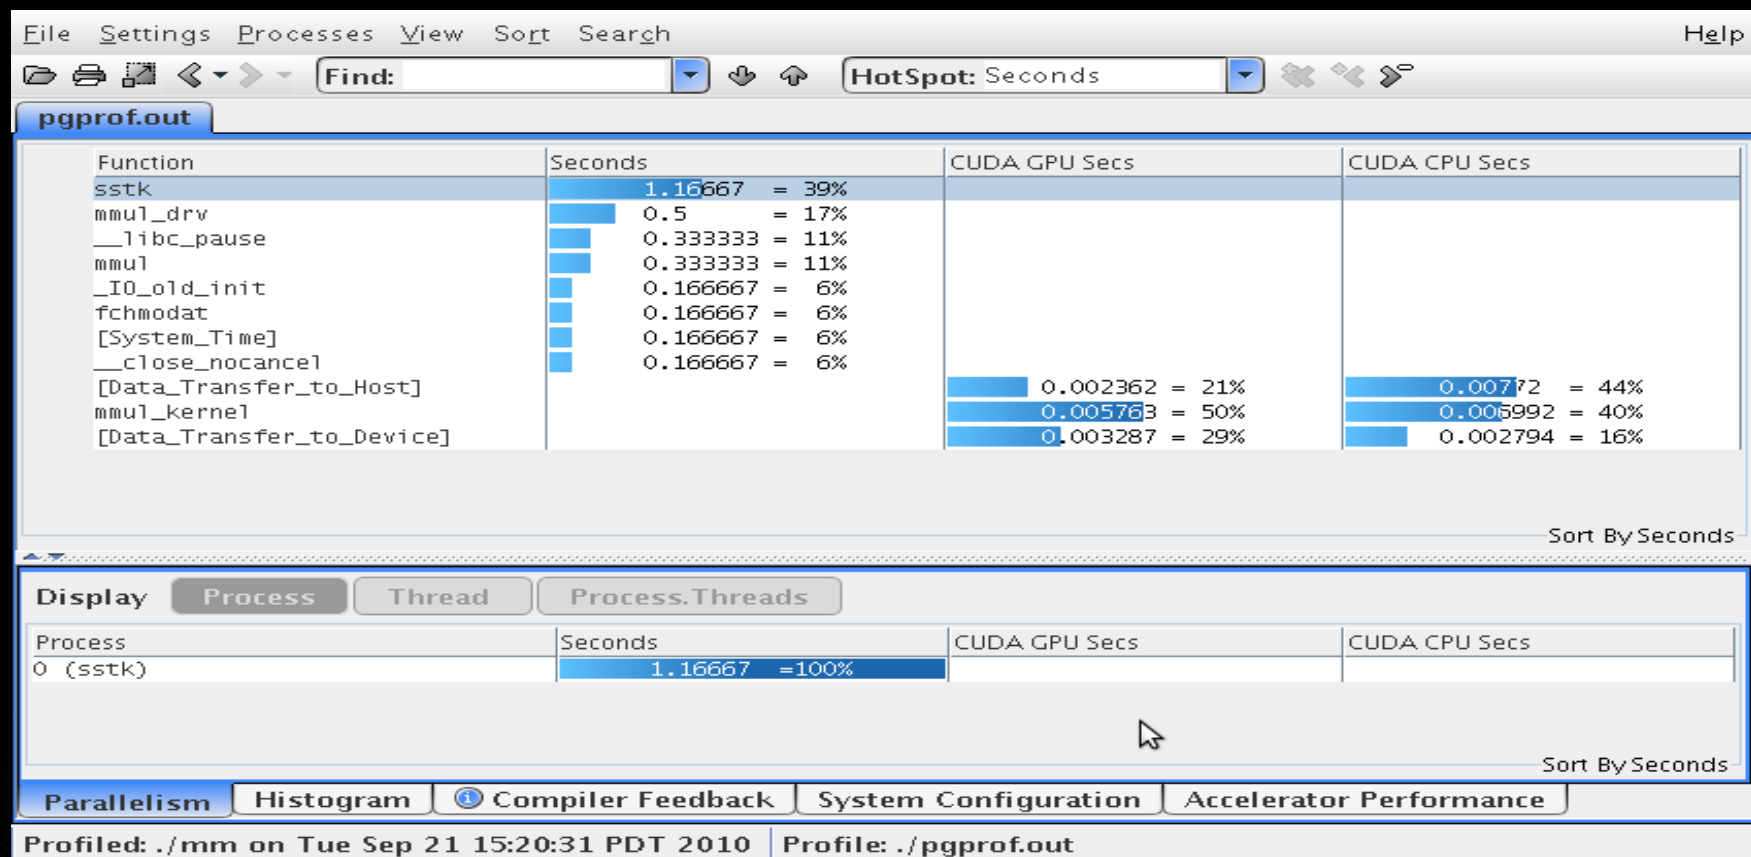 File Settings Processes View Sort Search Help
Find: HotSpot: Seconds
pgprof.out
Function Seconds CUDA GPU Secs CUDA CPU Secs
sstk 1.16667 = 39%
mmul_drv 0.5 = 17%
__libc_pause 0.333333 = 11%
mmul 0.333333 = 11%
_IO_old_init 0.166667 = 6%
fchmodat 0.166667 = 6%
[System_Time] 0.166667 = 6%
__close_nocancel 0.166667 = 6%
[Data_Transfer_to_Host] 0.002362 = 21% 0.00772 = 44%
mmul_kernel 0.005763 = 50% 0.006992 = 40%
[Data_Transfer_to_Device] 0.003287 = 29% 0.002794 = 16%
Sort By Seconds
Display Process Thread Process.Threads
Process Seconds CUDA GPU Secs CUDA CPU Secs
0 (sstk) 1.16667 =100%
Sort By Seconds
Parallelism Histogram Compiler Feedback System Configuration Accelerator Performance
Profiled: ./mm on Tue Sep 21 15:20:31 PDT 2010 Profile: ./pgprof.out